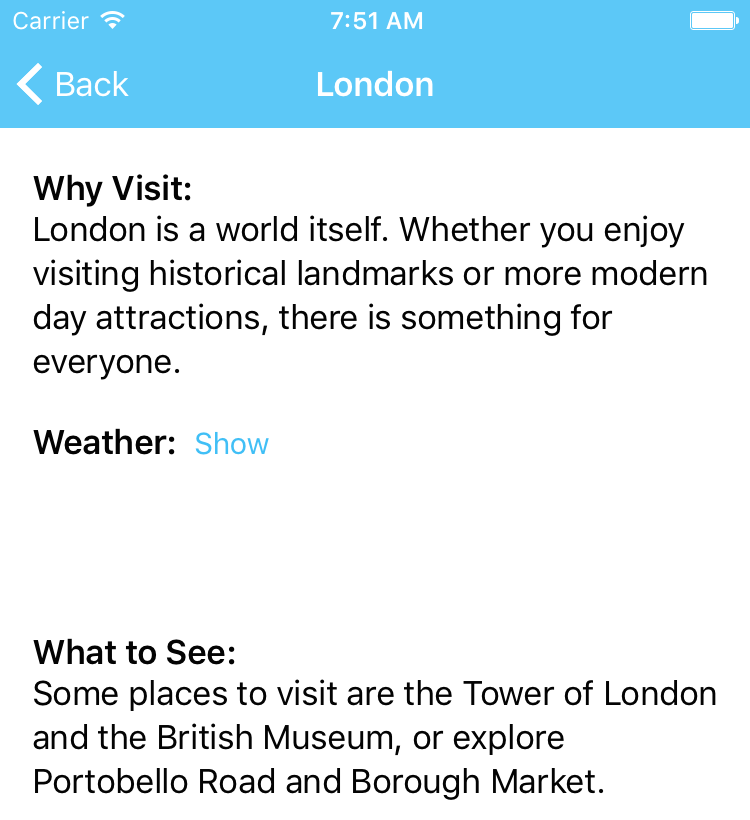 Carrier 7:51 AM
Back London
Why Visit:
London is a world itself. Whether you enjoy
visiting historical landmarks or more modern
day attractions, there is something for
everyone.
Weather: Show
What to See:
Some places to visit are the Tower of London
and the British Museum, or explore
Portobello Road and Borough Market.